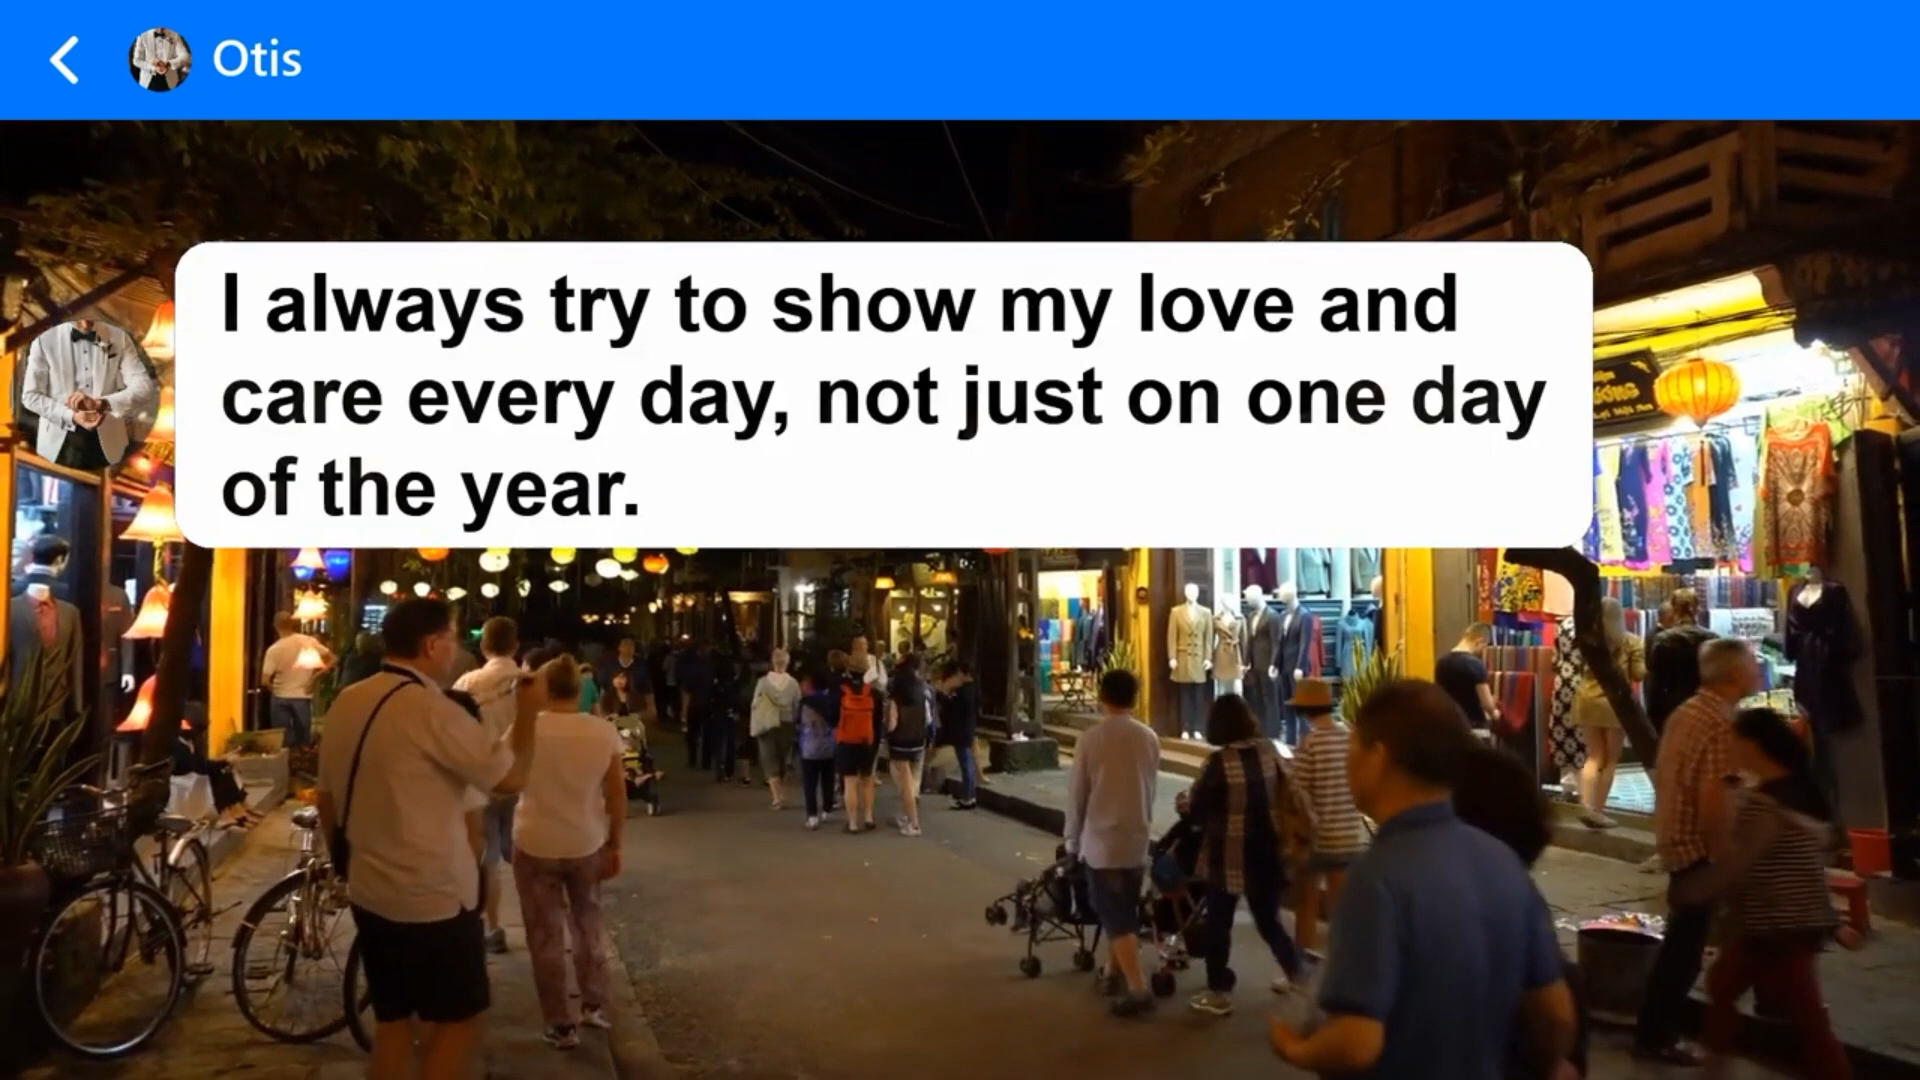 Otis
I always try to show my love and
care every day, not just on one day
of the year.